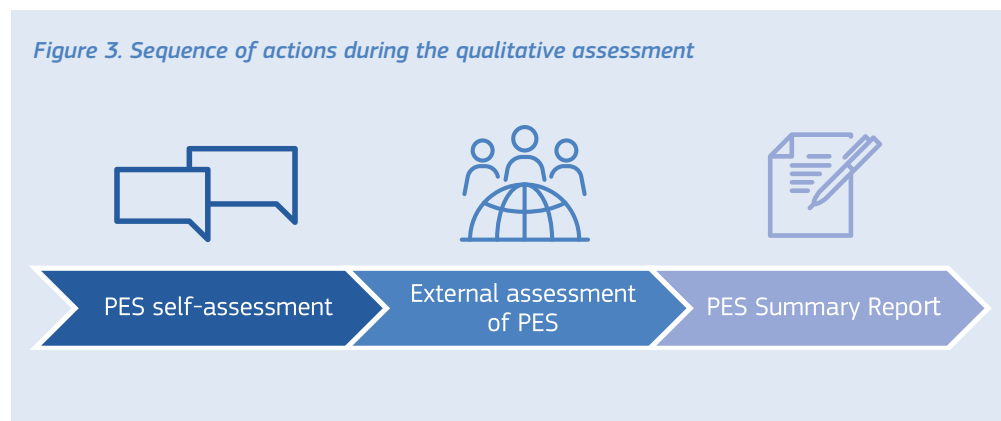 Figure 3. Sequence of actions during the qualitative assessment
PES self-assessment
External assessment
of PES
PES Summary Report